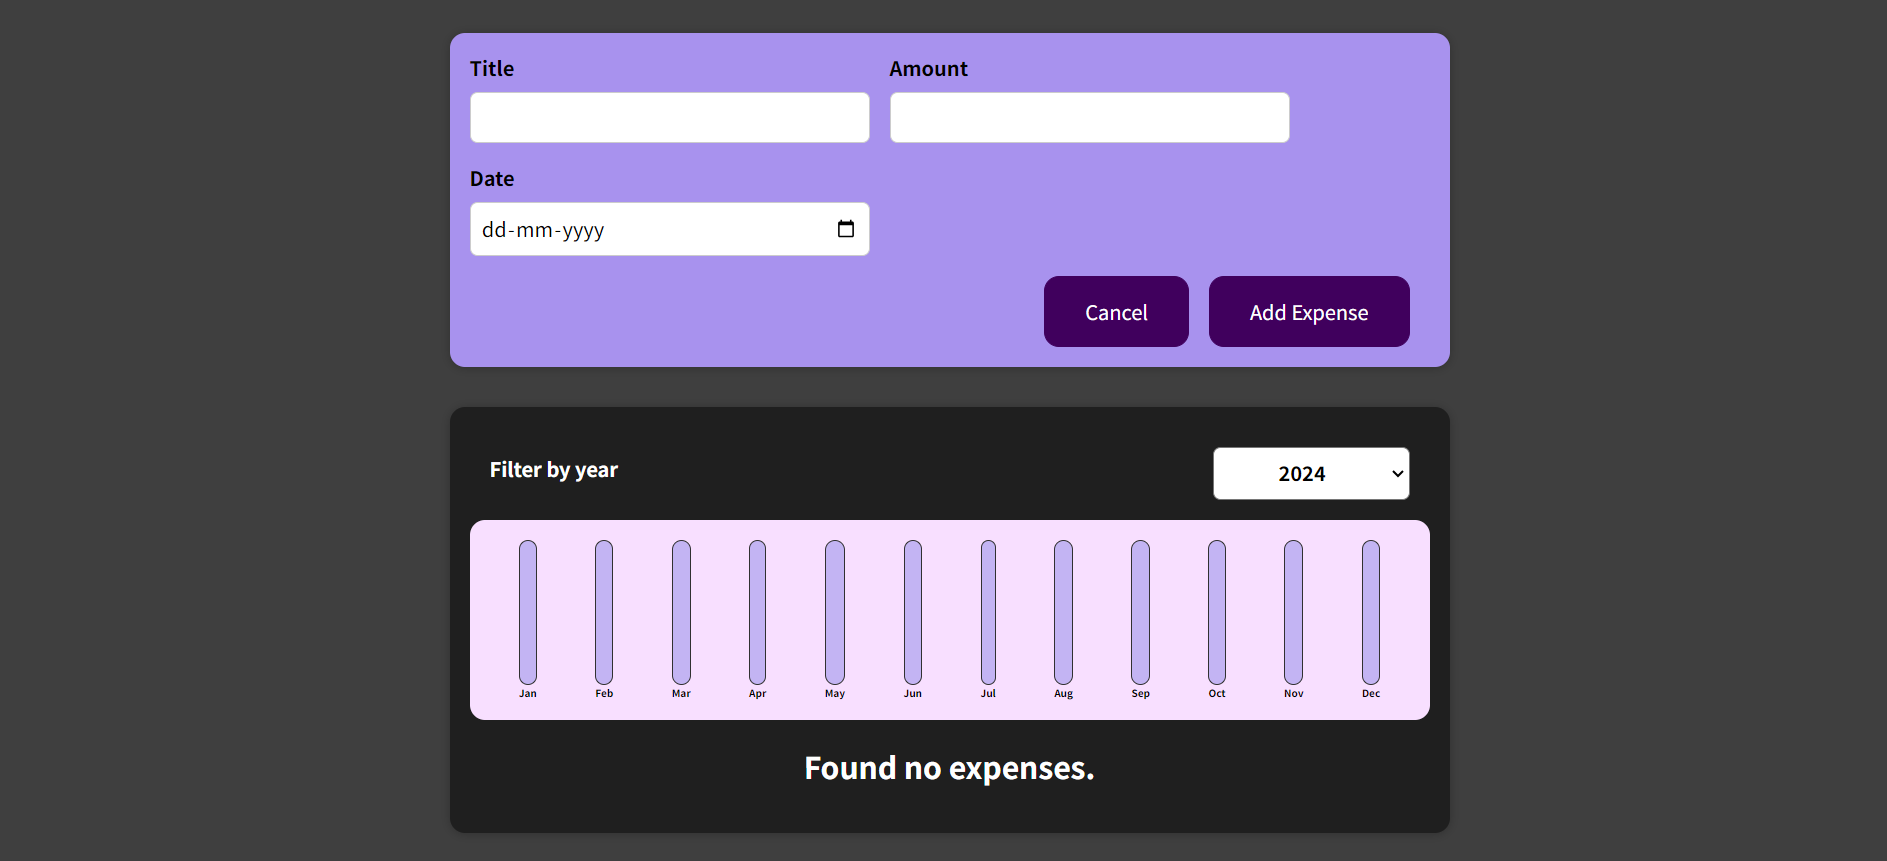 Title Amount
Date
dd-mm-yyyy
Cancel Add Expense
Filter by year 2024
Jan Feb Mar Apr May Jun Jul Aug Sep Oct Nov Dec
Found no expenses.